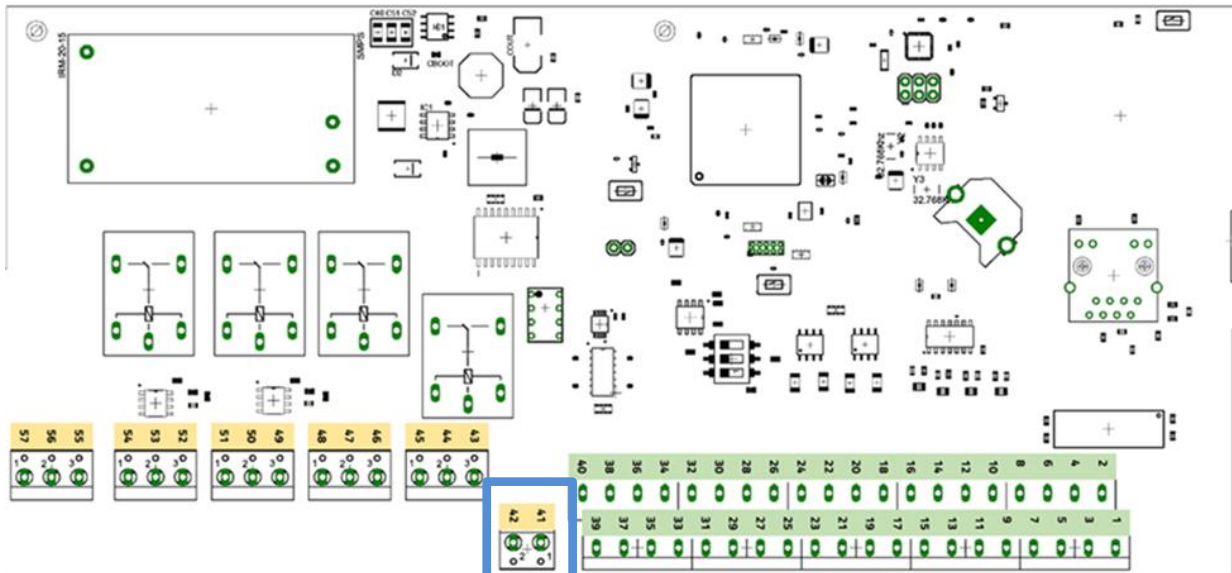 C40 C51 C52
IRM-20-15
SMPS
D2
CBOOT
COUT
IC1
32.768Khz
Y3
32.768K
57 56 55
54 53 52
51 50 49
48 47 46
45 44 43
1 2 3
1 2 3
1 2 3
1 2 3
1 2 3
40 38 36 34 32 30 28 26 24 22 20 18 16 14 12 10 8 6 4 2
42 41
2 1
39 37 35 33 31 29 27 25 23 21 19 17 15 13 11 9 7 5 3 1